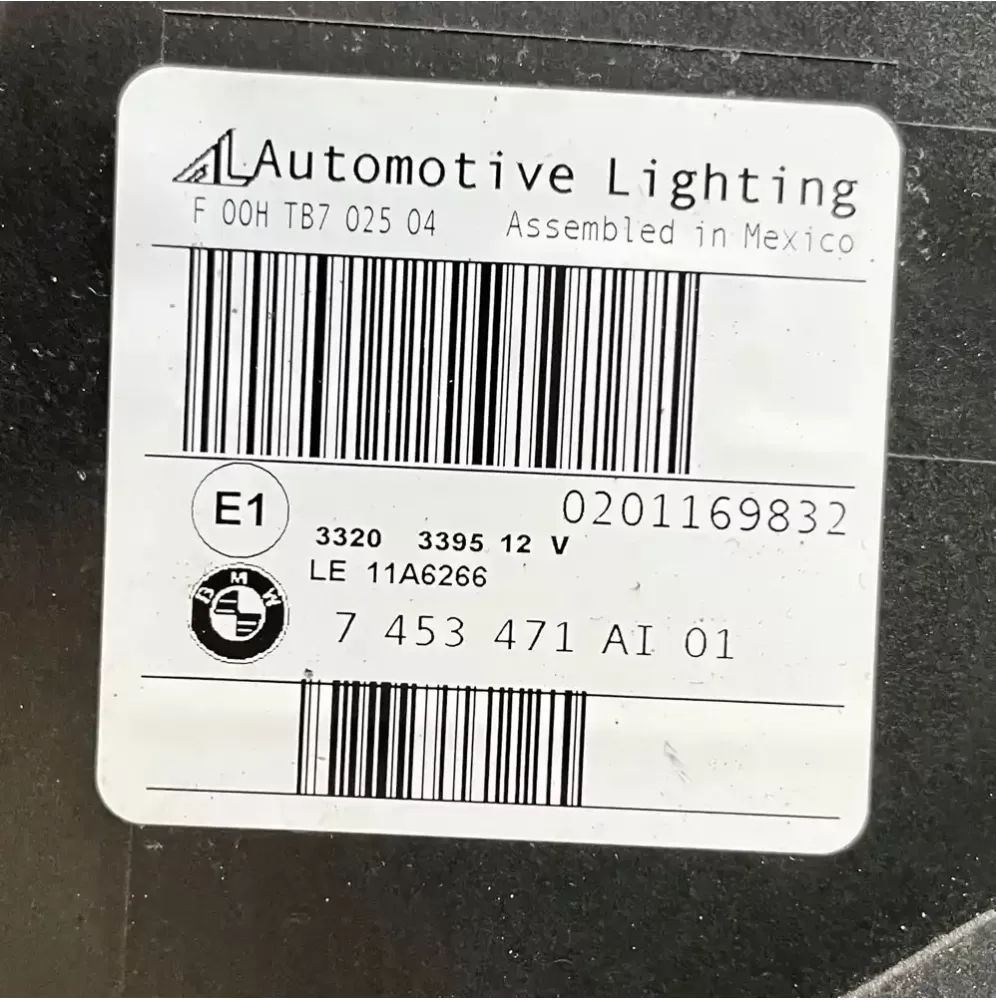 AL Automotive Lighting
F 00H TB7 025 04 Assembled in Mexico
0201169832
E1
3320 3395 12 V
LE 11A6266
BMW
7 453 471 AI 01